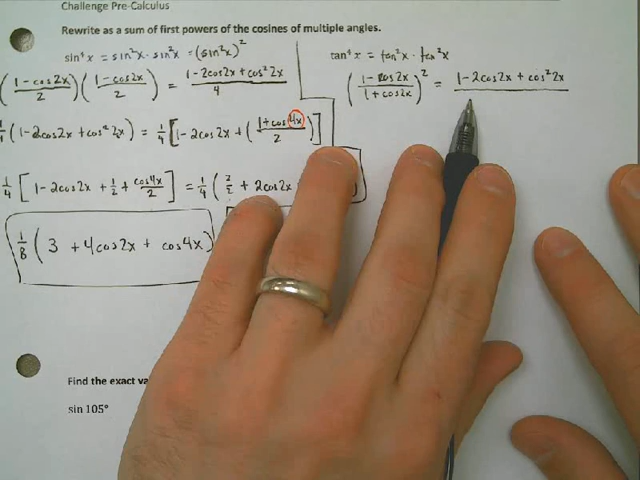 Challenge Pre-Calculus
Rewrite as a sum of first powers of the cosines of multiple angles.
sin⁴x = sin²x · sin²x = (sin²x)²
((1-cos2x)/2)((1-cos2x)/2) = (1-2cos2x+cos²2x)/4
(1-2cos2x+cos²2x) = 1/4[1-2cos2x+((1+cos4x)/2)]
1/4[1-2cos2x+1/2+cos4x/2] = 1/4(2/2+2cos2x
1/8(3+4cos2x+cos4x)
tan⁴x = tan²x · tan²x
((1-cos2x)/(1+cos2x))² = 1-2cos2x+cos²2x
Find the exact va
sin 105°